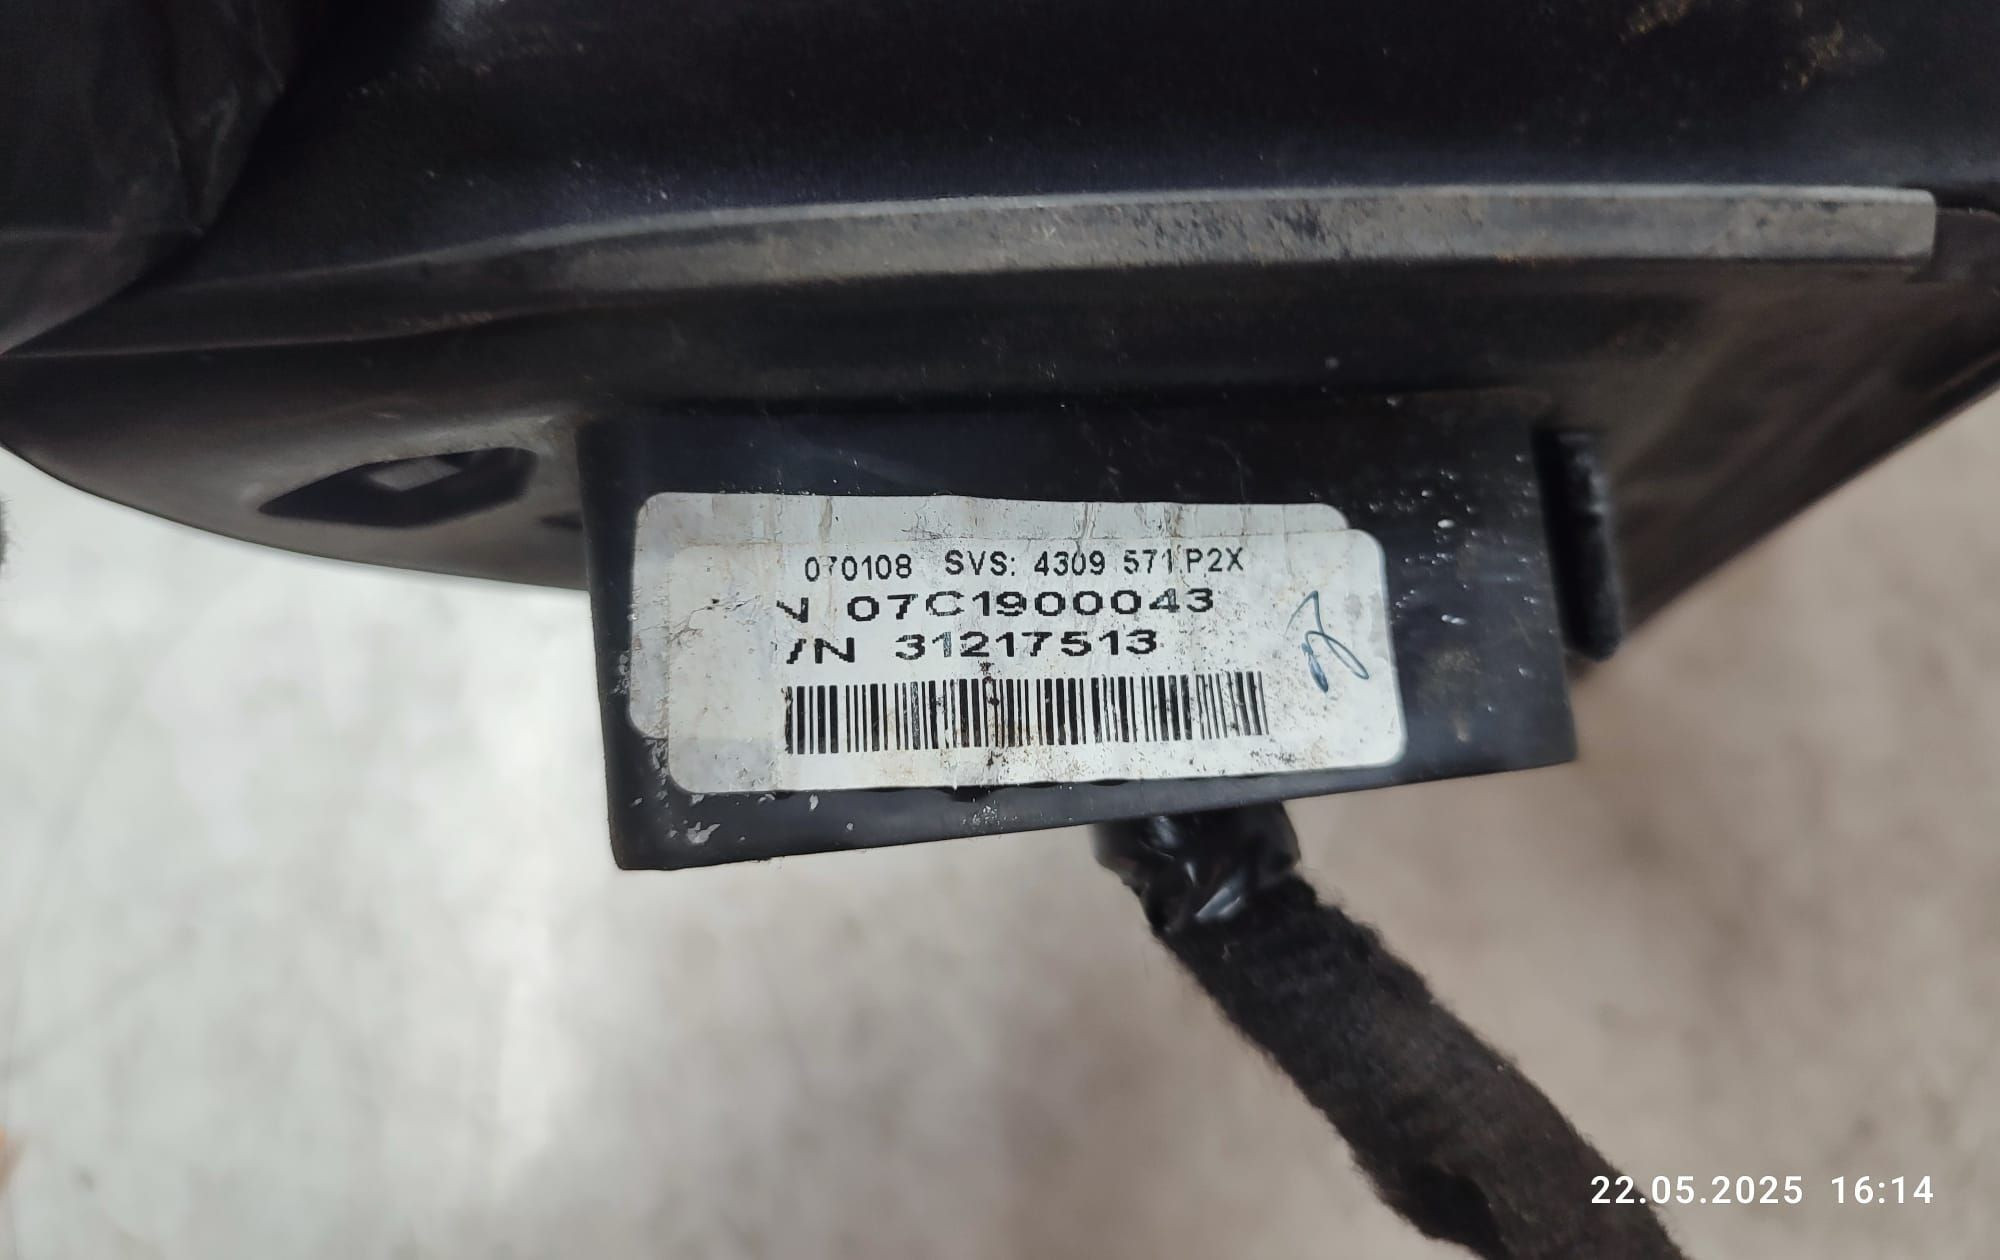 070108 SVS: 4309 571 P2X
N 07C1900043
/N 31217513
22.05.2025 16:14